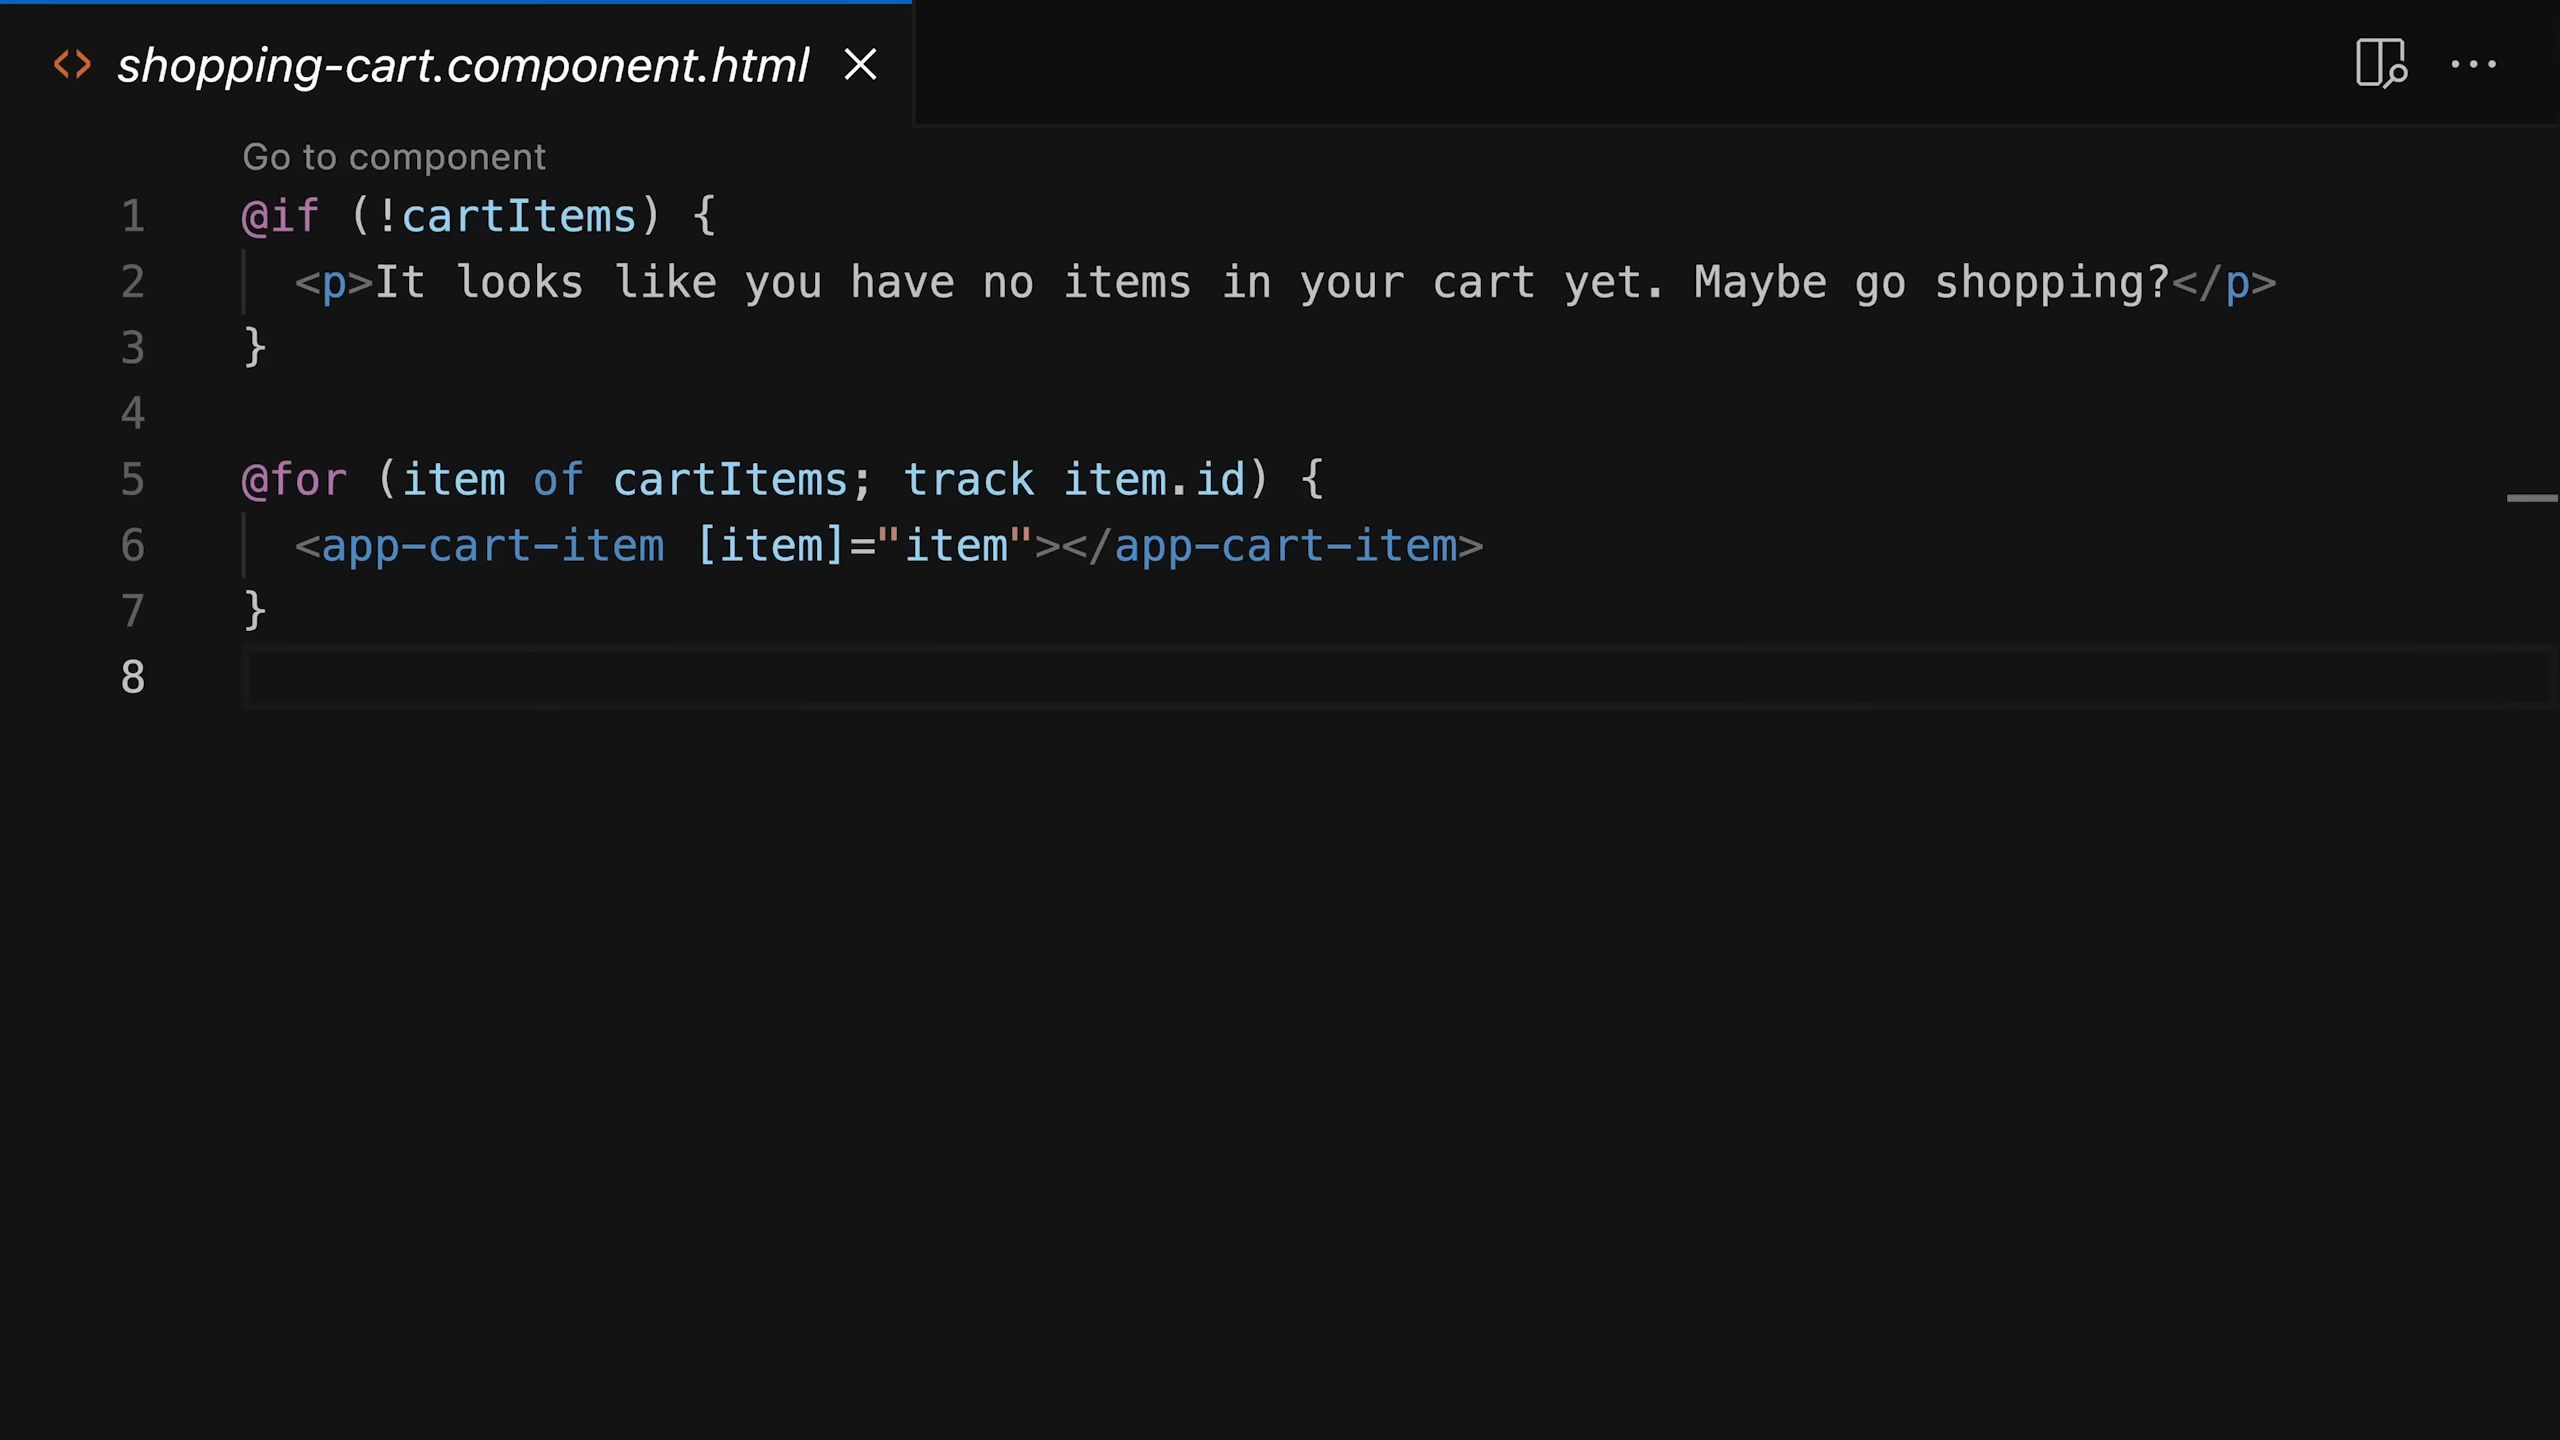 shopping-cart.component.html
Go to component
1 @if (!cartItems) {
2   <p>It looks like you have no items in your cart yet. Maybe go shopping?</p>
3 }
4
5 @for (item of cartItems; track item.id) {
6   <app-cart-item [item]="item"></app-cart-item>
7 }
8